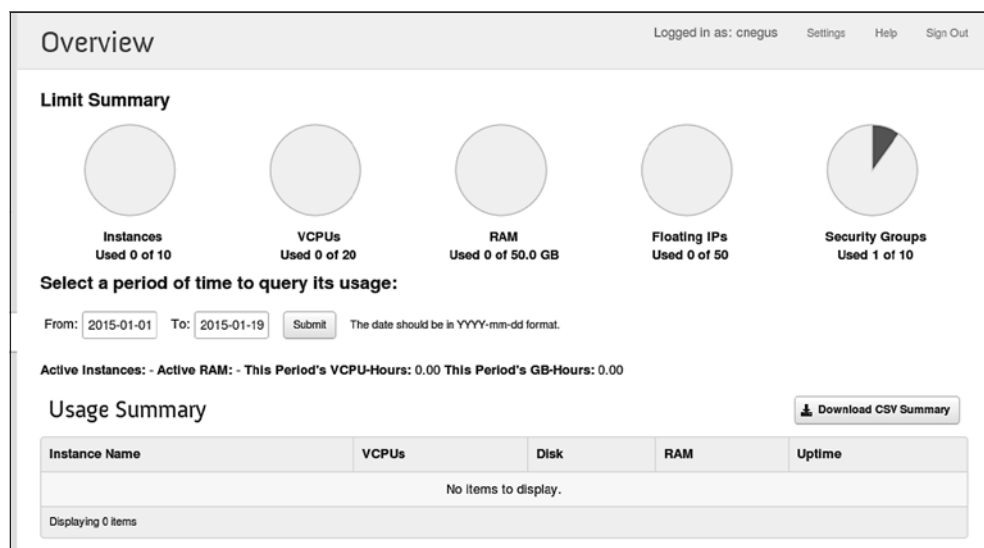 Overview
Logged in as: cnegus Settings Help Sign Out
Limit Summary
Instances
Used 0 of 10
VCPUs
Used 0 of 20
RAM
Used 0 of 50.0 GB
Floating IPs
Used 0 of 50
Security Groups
Used 1 of 10
Select a period of time to query its usage:
From: 2015-01-01 To: 2015-01-19 Submit The date should be in YYYY-mm-dd format.
Active Instances: - Active RAM: - This Period's VCPU-Hours: 0.00 This Period's GB-Hours: 0.00
Usage Summary
Download CSV Summary
Instance Name VCPUs Disk RAM Uptime
No items to display.
Displaying 0 items